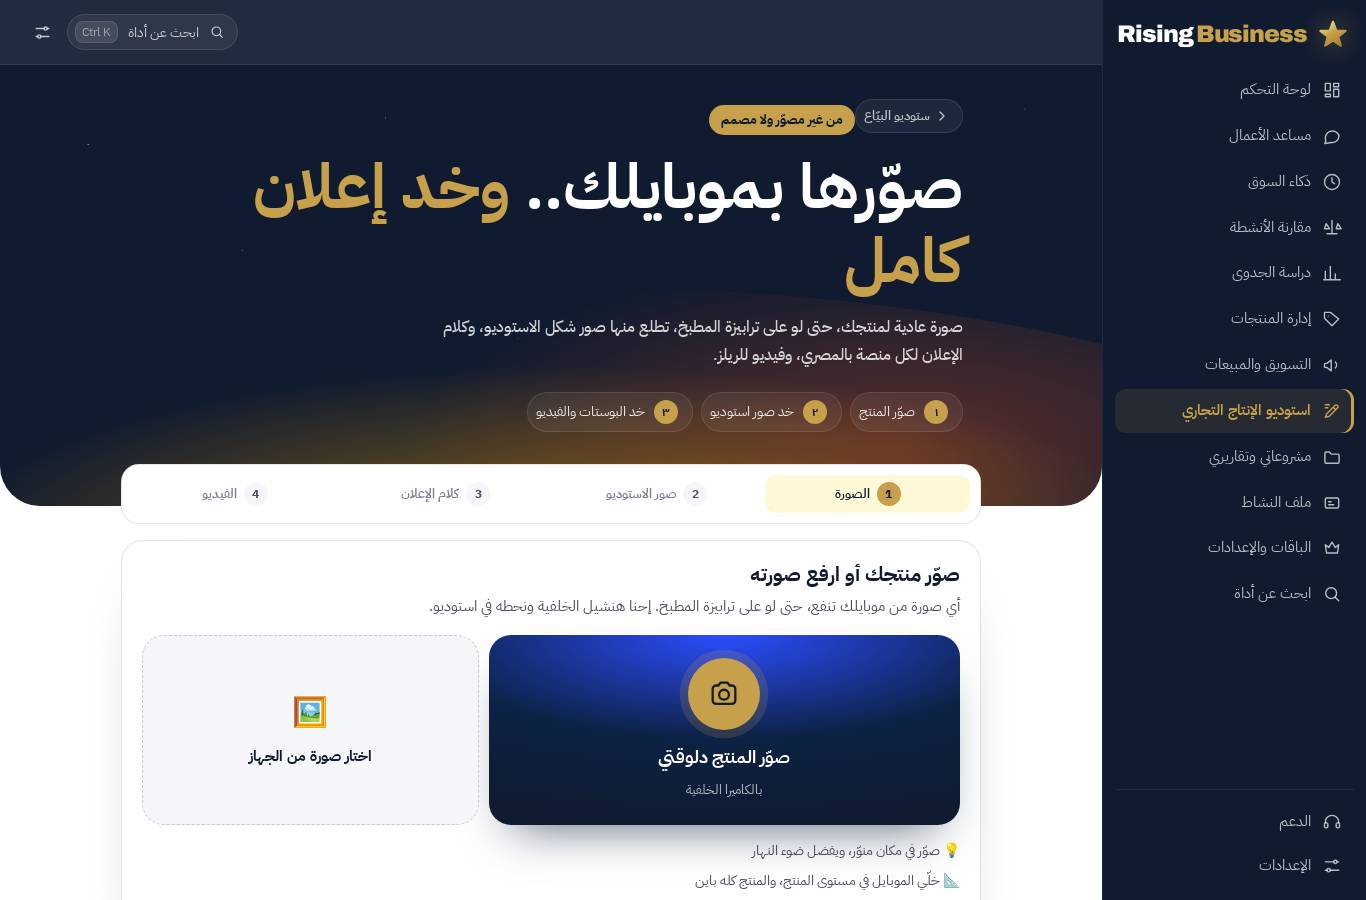 Rising Business
لوحة التحكم
مساعد الأعمال
ذكاء السوق
مقارنة الأنشطة
دراسة الجدوى
إدارة المنتجات
التسويق والمبيعات
استوديو الإنتاج التجاري
مشروعاتي وتقاريري
ملف النشاط
الباقات والإعدادات
ابحث عن أداة
الدعم
الإعدادات
ابحث عن أداة Ctrl K
ستوديو البيّاع
من غير مصوّر ولا مصمم
صوّرها بموبايلك.. وخد إعلان
كامل
صورة عادية لمنتجك، حتى لو على ترابيزة المطبخ، تطلع منها صور شكل الاستوديو، وكلام
الإعلان لكل منصة بالمصري، وفيديو للريلز.
١ صوّر المنتج
٢ خد صور استوديو
٣ خد البوستات والفيديو
1 الصورة
2 صور الاستوديو
3 كلام الإعلان
4 الفيديو
صوّر منتجك أو ارفع صورته
أي صورة من موبايلك تنفع، حتى لو على ترابيزة المطبخ. إحنا هنشيل الخلفية ونحطه في استوديو.
صوّر المنتج دلوقتي
بالكاميرا الخلفية
اختار صورة من الجهاز
صوّر في مكان منوّر، ويفضل ضوء النهار
خلّي الموبايل في مستوى المنتج، والمنتج كله باين